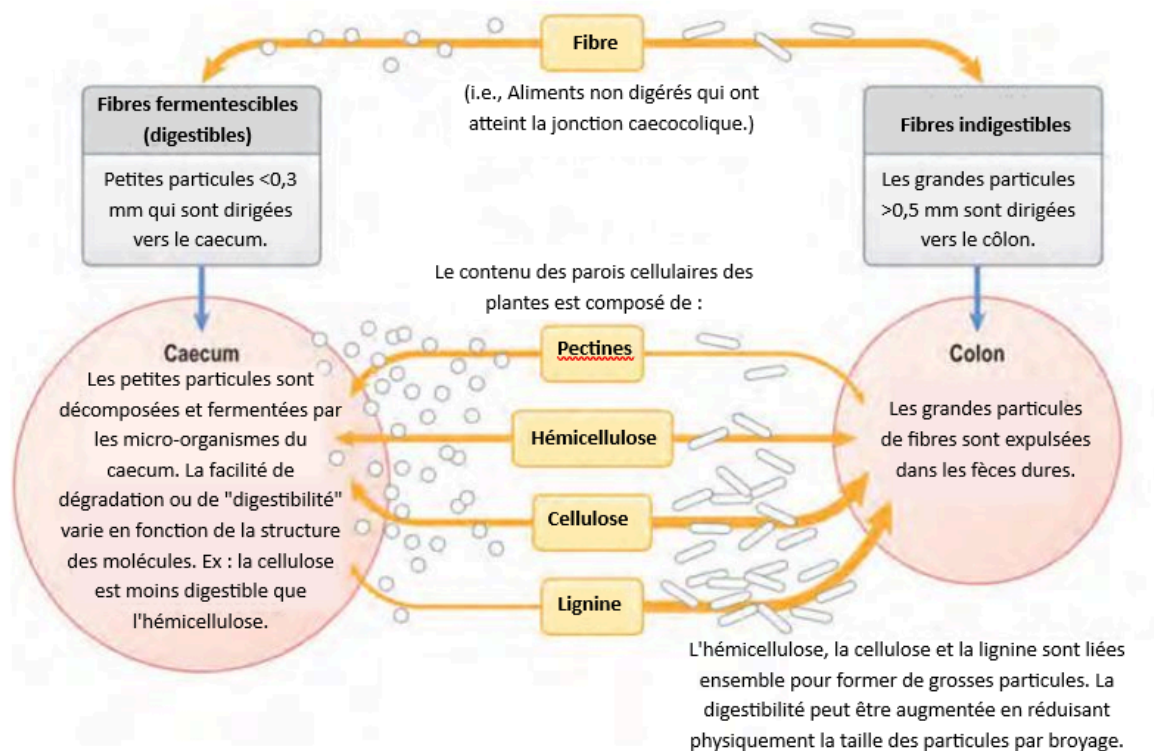 Fibre
(i.e., Aliments non digérés qui ont
atteint la jonction caecocolique.)
Fibres fermentescibles
(digestibles)
Petites particules <0,3
mm qui sont dirigées
vers le caecum.
Fibres indigestibles
Les grandes particules
>0,5 mm sont dirigées
vers le côlon.
Le contenu des parois cellulaires des
plantes est composé de :
Caecum
Les petites particules sont
décomposées et fermentées par
les micro-organismes du
caecum. La facilité de
dégradation ou de "digestibilité"
varie en fonction de la structure
des molécules. Ex : la cellulose
est moins digestible que
l'hémicellulose.
Pectines
Hémicellulose
Cellulose
Lignine
Colon
Les grandes particules
de fibres sont expulsées
dans les fèces dures.
L'hémicellulose, la cellulose et la lignine sont liées
ensemble pour former de grosses particules. La
digestibilité peut être augmentée en réduisant
physiquement la taille des particules par broyage.